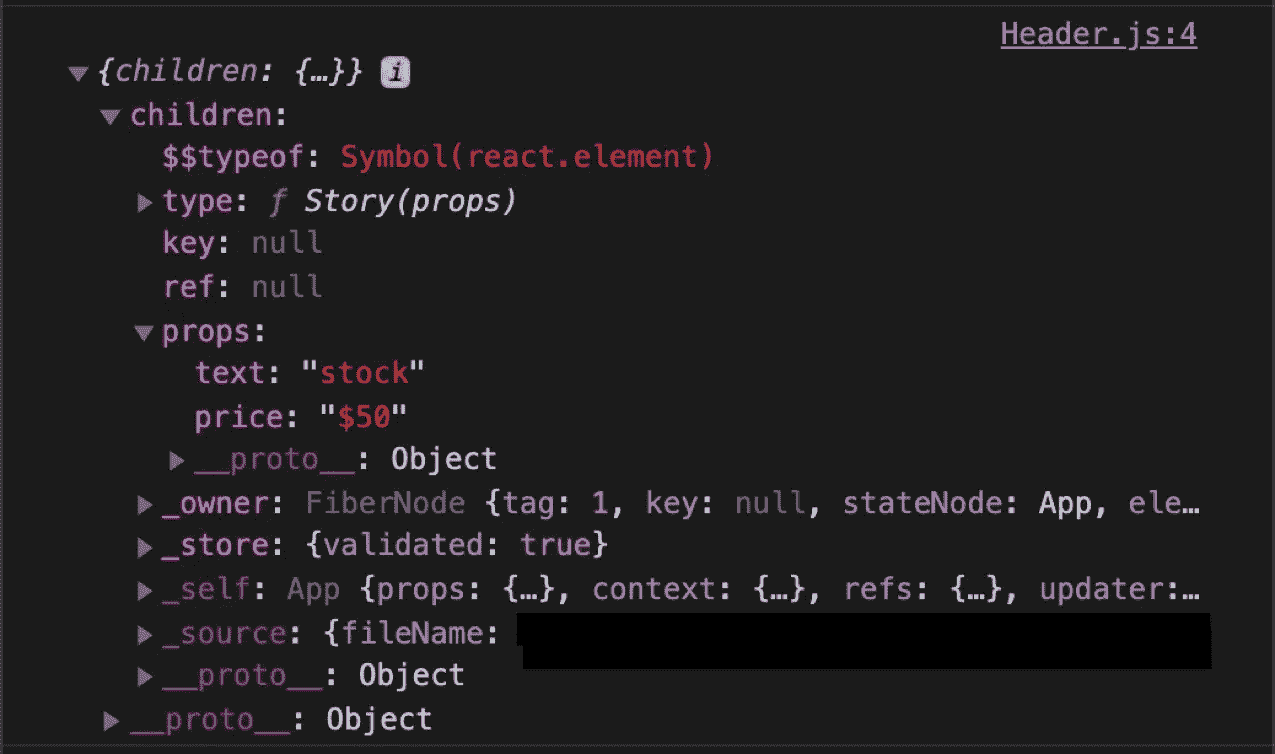 Header.js:4
{children: {…}} i
children:
$$typeof: Symbol(react.element)
type: ƒ Story(props)
key: null
ref: null
props:
text: "stock"
price: "$50"
__proto__: Object
_owner: FiberNode {tag: 1, key: null, stateNode: App, ele…
_store: {validated: true}
_self: App {props: {…}, context: {…}, refs: {…}, updater:…
_source: {fileName:
__proto__: Object
__proto__: Object